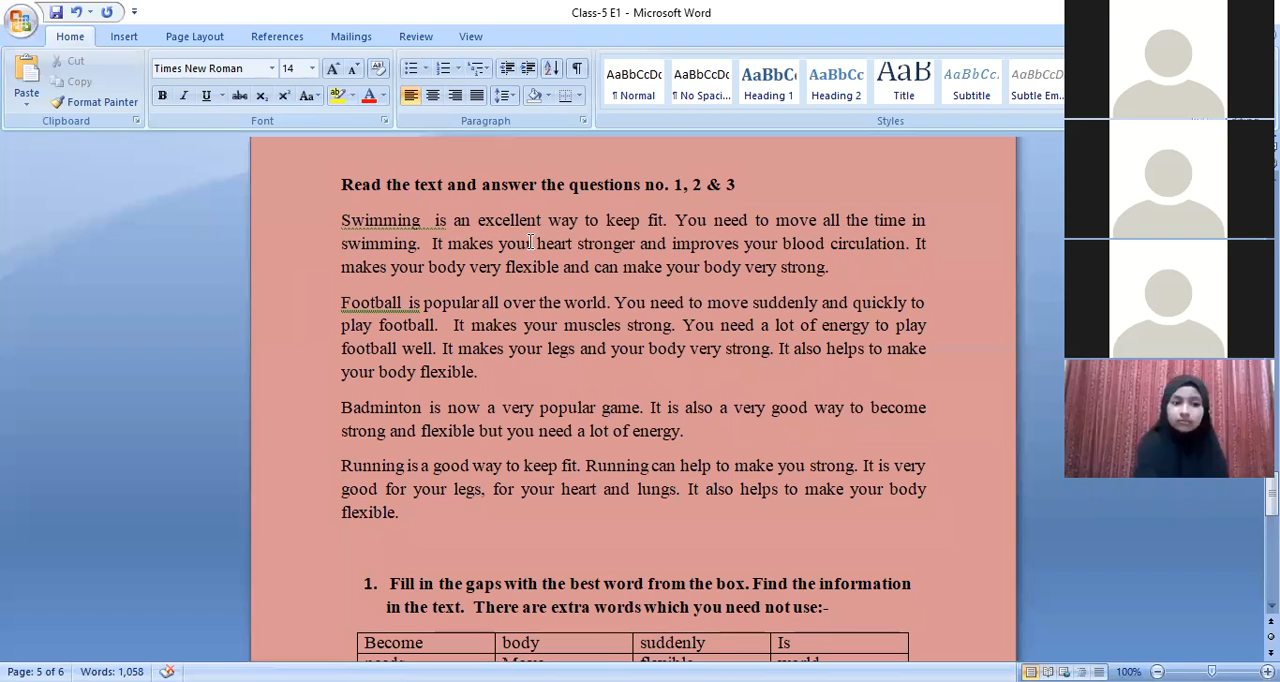 Class-5 E1 - Microsoft Word
Home Insert Page Layout References Mailings Review View
Cut
Copy
Format Painter
Paste
Clipboard
Times New Roman 14
Font
Paragraph
AaBbCcDc AaBbCcDc AaBbC AaBbCc AaB AaBbCc. AaBbCcDc
¶ Normal ¶ No Spaci... Heading 1 Heading 2 Title Subtitle Subtle Em...
Styles
Read the text and answer the questions no. 1, 2 & 3
Swimming is an excellent way to keep fit. You need to move all the time in
swimming. It makes your heart stronger and improves your blood circulation. It
makes your body very flexible and can make your body very strong.
Football is popular all over the world. You need to move suddenly and quickly to
play football. It makes your muscles strong. You need a lot of energy to play
football well. It makes your legs and your body very strong. It also helps to make
your body flexible.
Badminton is now a very popular game. It is also a very good way to become
strong and flexible but you need a lot of energy.
Running is a good way to keep fit. Running can help to make you strong. It is very
good for your legs, for your heart and lungs. It also helps to make your body
flexible.
1. Fill in the gaps with the best word from the box. Find the information
in the text. There are extra words which you need not use:-
Become body suddenly Is
Page: 5 of 6 Words: 1,058 100%